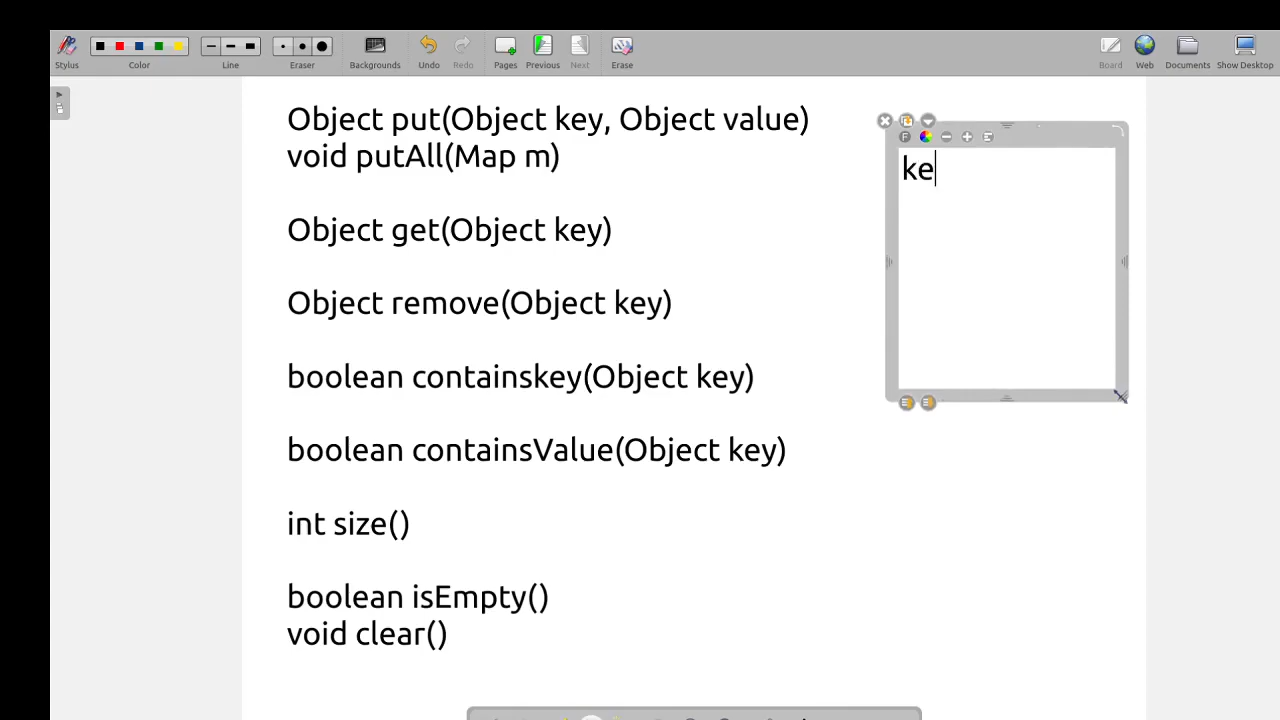 Stylus
Color
Line
Eraser
Backgrounds
Undo
Redo
Pages
Previous
Next
Erase
Board
Web
Documents
Show Desktop
Object put(Object key, Object value)
void putAll(Map m)
Object get(Object key)
Object remove(Object key)
boolean containskey(Object key)
boolean containsValue(Object key)
int size()
boolean isEmpty()
void clear()
F
ke